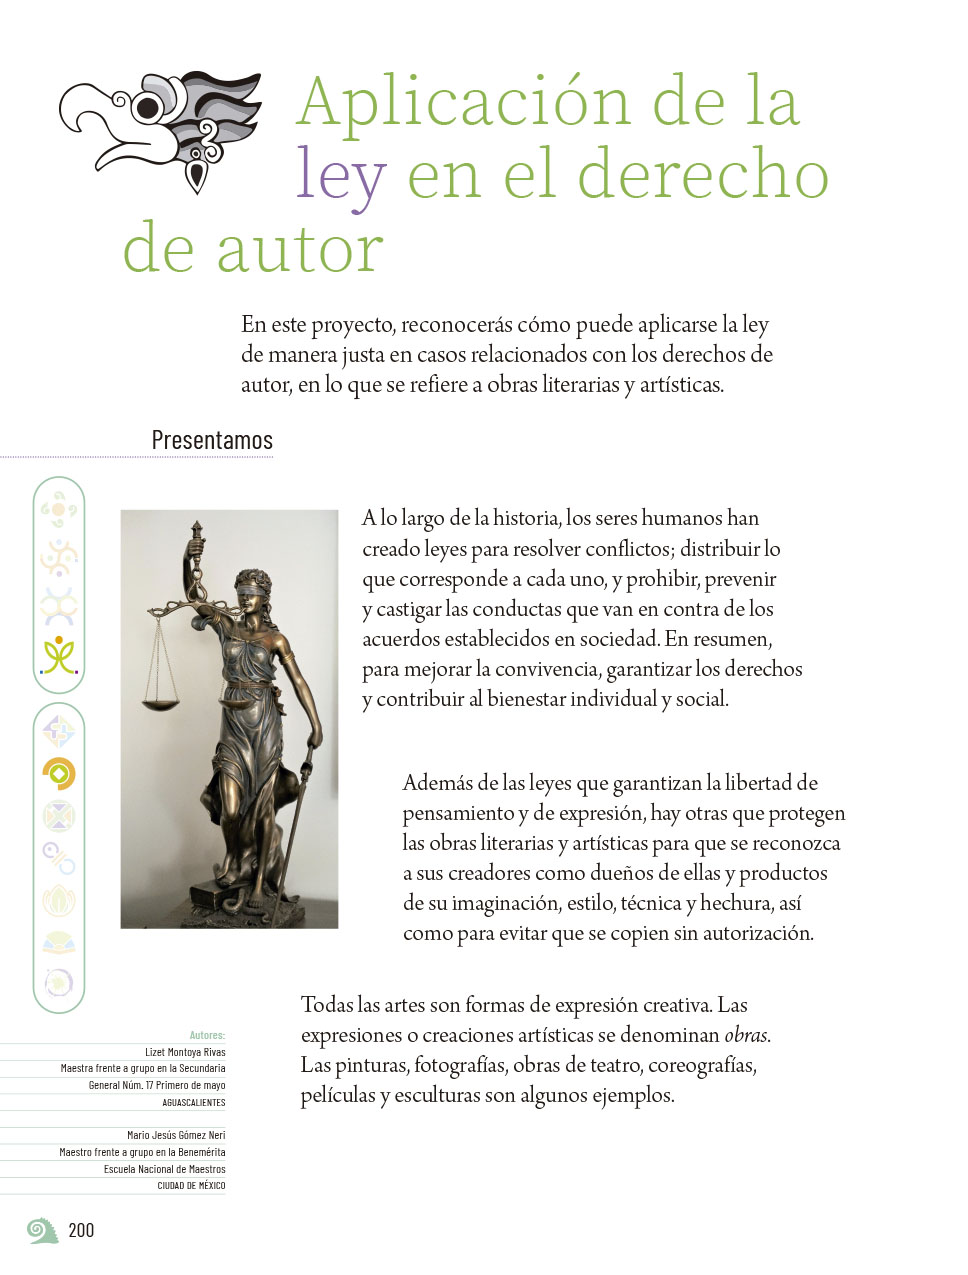 Aplicación de la
ley en el derecho
de autor
En este proyecto, reconocerás cómo puede aplicarse la ley
de manera justa en casos relacionados con los derechos de
autor, en lo que se refiere a obras literarias y artísticas.
Presentamos
A lo largo de la historia, los seres humanos han
creado leyes para resolver conflictos; distribuir lo
que corresponde a cada uno, y prohibir, prevenir
y castigar las conductas que van en contra de los
acuerdos establecidos en sociedad. En resumen,
para mejorar la convivencia, garantizar los derechos
y contribuir al bienestar individual y social.
Además de las leyes que garantizan la libertad de
pensamiento y de expresión, hay otras que protegen
las obras literarias y artísticas para que se reconozca
a sus creadores como dueños de ellas y productos
de su imaginación, estilo, técnica y hechura, así
como para evitar que se copien sin autorización.
Todas las artes son formas de expresión creativa. Las
expresiones o creaciones artísticas se denominan obras.
Las pinturas, fotografías, obras de teatro, coreografías,
películas y esculturas son algunos ejemplos.
Autores:
Lizet Montoya Rivas
Maestra frente a grupo en la Secundaria
General Núm. 17 Primero de mayo
AGUASCALIENTES
Mario Jesús Gómez Neri
Maestro frente a grupo en la Benemérita
Escuela Nacional de Maestros
CIUDAD DE MÉXICO
200